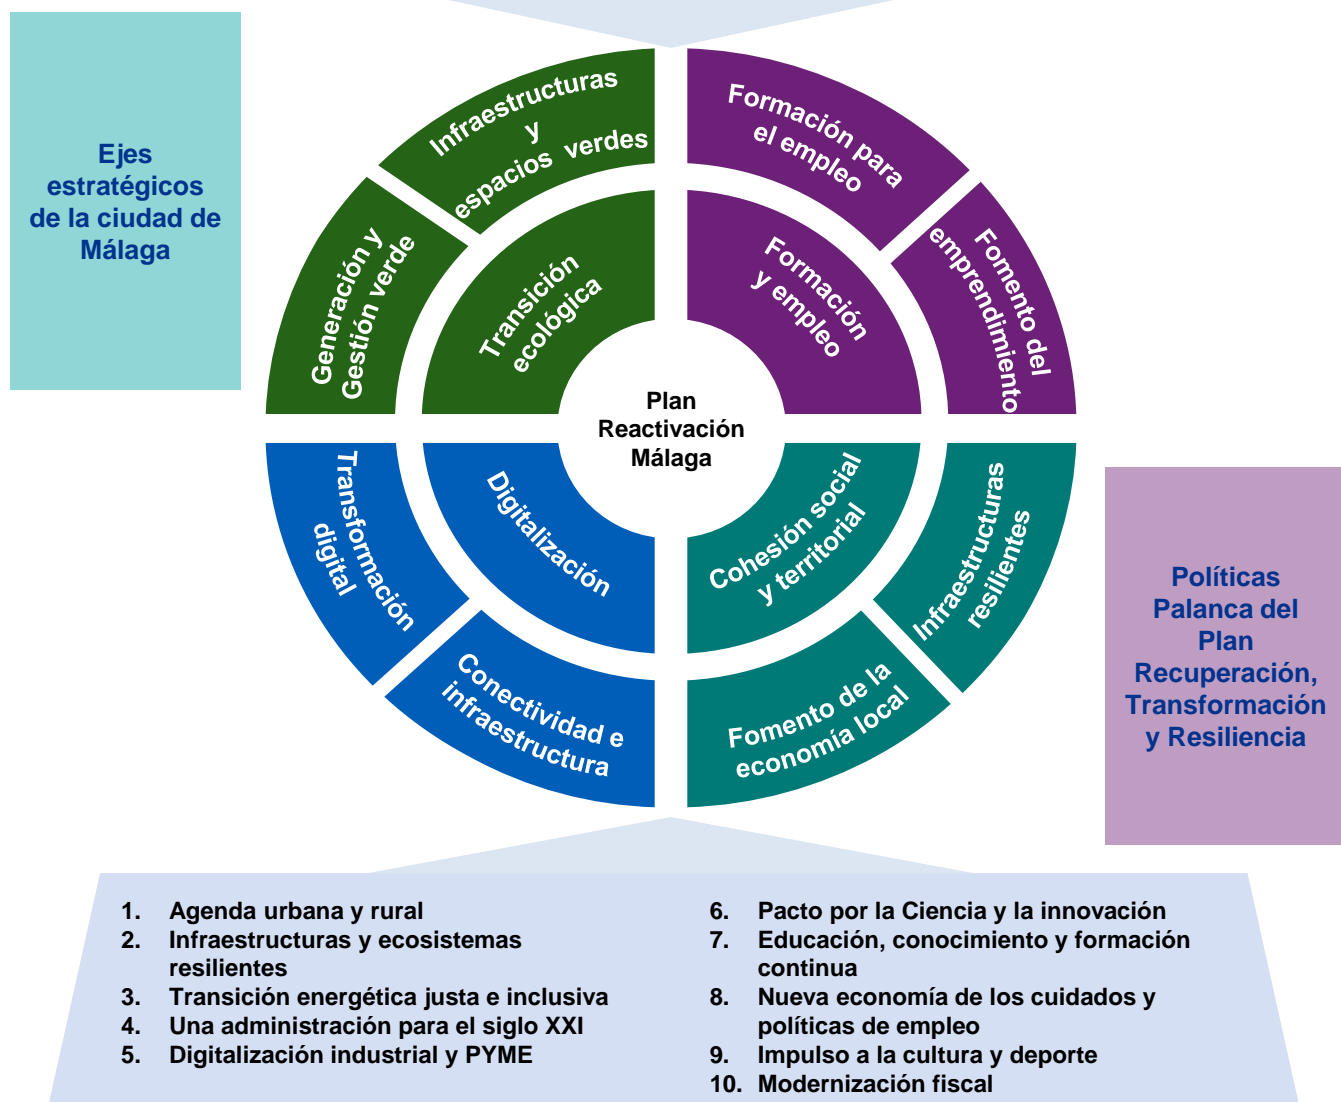 Ejes
estratégicos
de la ciudad de
Málaga
Infraestructuras
y
espacios verdes
Generación y
Gestión verde
Transición
ecológica
Formación para
el empleo
Fomento del
emprendimiento
Formación
y empleo
Plan
Reactivación
Málaga
Transformación
digital
Digitalización
Conectividad e
infraestructura
Cohesión social
y territorial
Infraestructuras
resilientes
Fomento de la
economía local
Políticas
Palanca del
Plan
Recuperación,
Transformación
y Resiliencia
1. Agenda urbana y rural
2. Infraestructuras y ecosistemas
resilientes
3. Transición energética justa e inclusiva
4. Una administración para el siglo XXI
5. Digitalización industrial y PYME
6. Pacto por la Ciencia y la innovación
7. Educación, conocimiento y formación
continua
8. Nueva economía de los cuidados y
políticas de empleo
9. Impulso a la cultura y deporte
10. Modernización fiscal